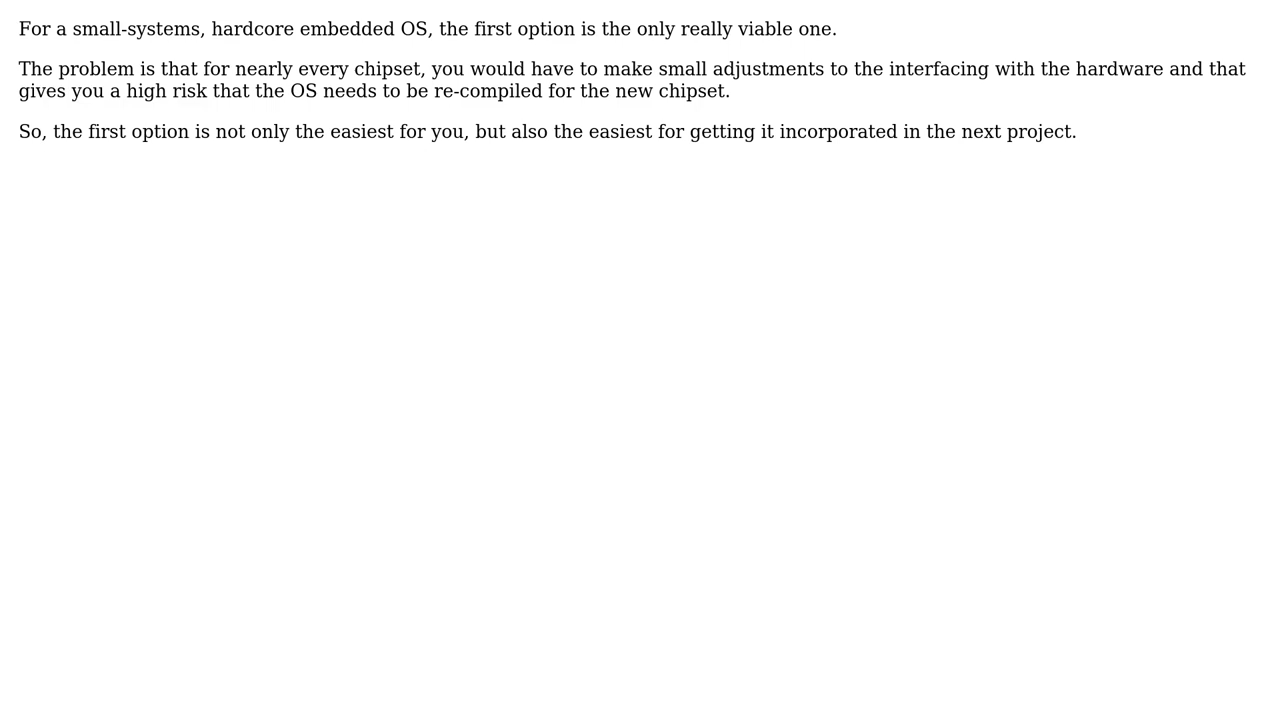 For a small-systems, hardcore embedded OS, the first option is the only really viable one.
The problem is that for nearly every chipset, you would have to make small adjustments to the interfacing with the hardware and that
gives you a high risk that the OS needs to be re-compiled for the new chipset.
So, the first option is not only the easiest for you, but also the easiest for getting it incorporated in the next project.